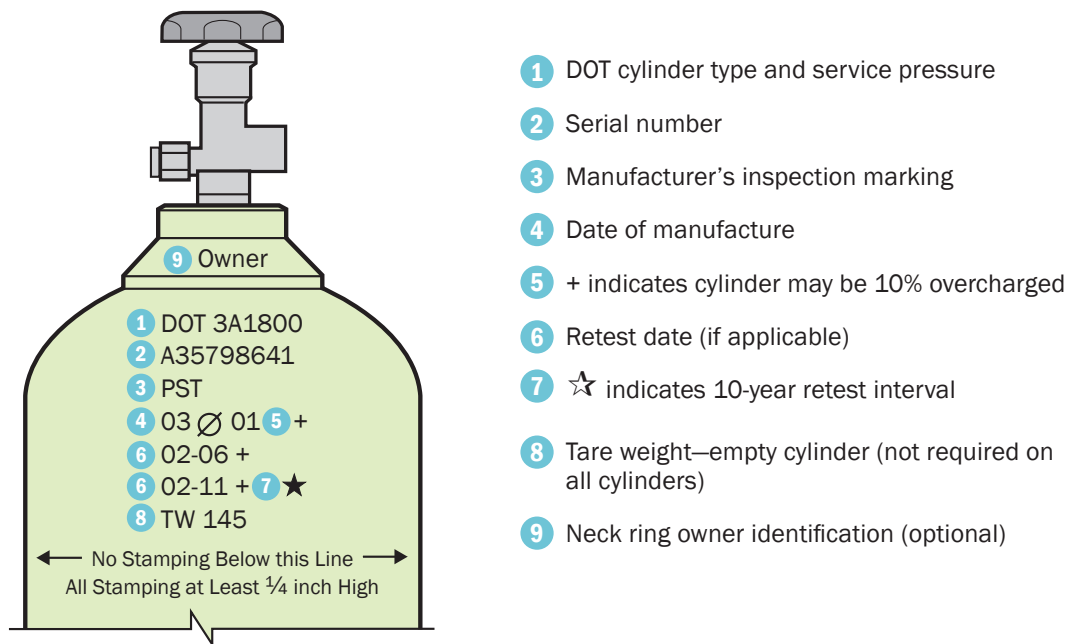 9 Owner
1 DOT 3A1800
2 A35798641
3 PST
4 03 ∅ 01 5 +
6 02-06 +
6 02-11 + 7 ★
8 TW 145
No Stamping Below this Line
All Stamping at Least ¼ inch High
1 DOT cylinder type and service pressure
2 Serial number
3 Manufacturer’s inspection marking
4 Date of manufacture
5 + indicates cylinder may be 10% overcharged
6 Retest date (if applicable)
7 ☆ indicates 10-year retest interval
8 Tare weight—empty cylinder (not required on
all cylinders)
9 Neck ring owner identification (optional)